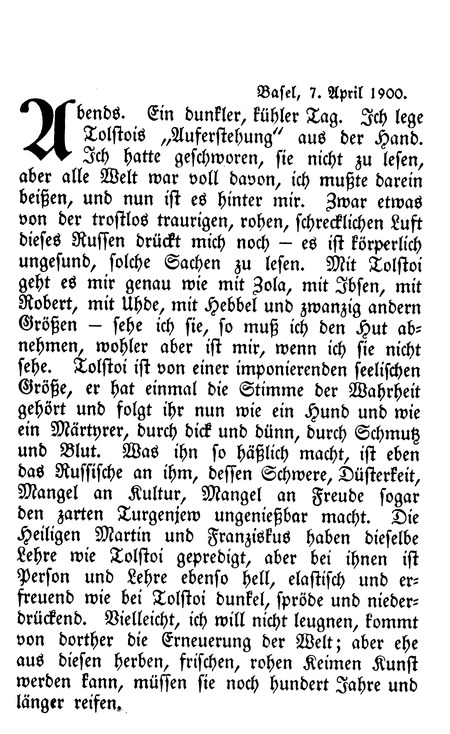 Basel, 7. April 1900.
Abends. Ein dunkler, kühler Tag. Ich lege
Tolstois „Auferstehung“ aus der Hand.
Ich hatte geschworen, sie nicht zu lesen,
aber alle Welt war voll davon, ich mußte darein
beißen, und nun ist es hinter mir. Zwar etwas
von der trostlos traurigen, rohen, schrecklichen Luft
dieses Russen drückt mich noch — es ist körperlich
ungesund, solche Sachen zu lesen. Mit Tolstoi
geht es mir genau wie mit Zola, mit Ibsen, mit
Robert, mit Uhde, mit Hebbel und zwanzig andern
Größen — sehe ich sie, so muß ich den Hut ab-
nehmen, wohler aber ist mir, wenn ich sie nicht
sehe. Tolstoi ist von einer imponierenden seelischen
Größe, er hat einmal die Stimme der Wahrheit
gehört und folgt ihr nun wie ein Hund und wie
ein Märtyrer, durch dick und dünn, durch Schmutz
und Blut. Was ihn so häßlich macht, ist eben
das Russische an ihm, dessen Schwere, Düsterkeit,
Mangel an Kultur, Mangel an Freude sogar
den zarten Turgenjew ungenießbar macht. Die
Heiligen Martin und Franziskus haben dieselbe
Lehre wie Tolstoi gepredigt, aber bei ihnen ist
Person und Lehre ebenso hell, elastisch und er-
freuend wie bei Tolstoi dunkel, spröde und nieder-
drückend. Vielleicht, ich will nicht leugnen, kommt
von dorther die Erneuerung der Welt; aber ehe
aus diesen herben, frischen, rohen Keimen Kunst
werden kann, müssen sie noch hundert Jahre und
länger reifen.